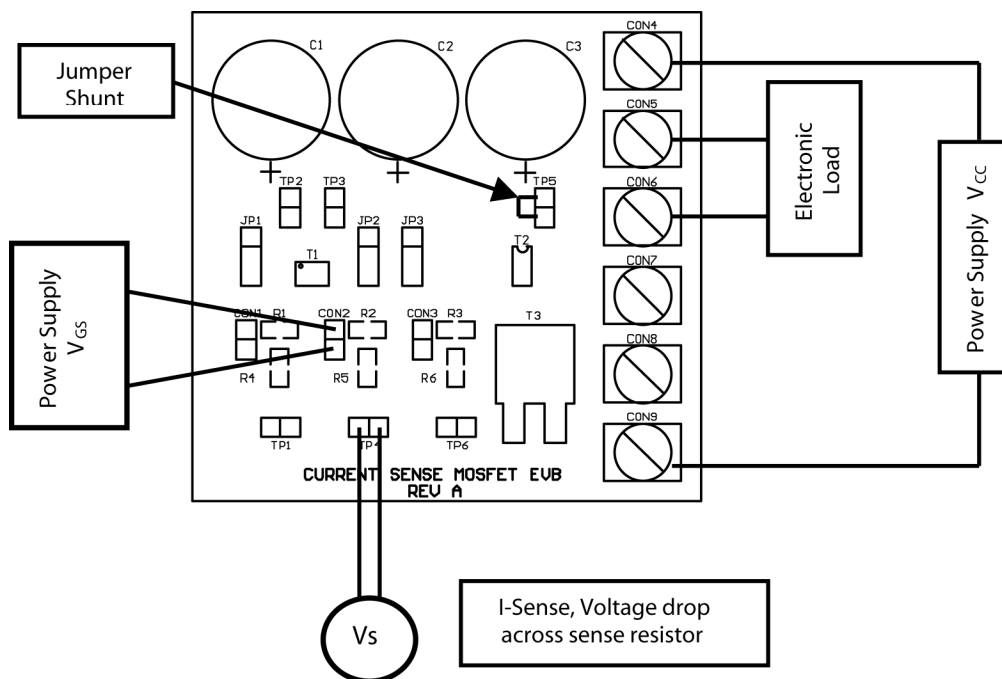 C1
C2
C3
CON4
Jumper
Shunt
CON5
Electronic
Load
Power Supply VCC
TP2
TP3
TP5
CON6
JP1
JP2
JP3
T1
T2
CON7
Power Supply
VGS
CON1
R1
CON2
R2
CON3
R3
T3
R4
R5
R6
CON8
TP1
TP4
TP6
CON9
CURRENT SENSE MOSFET EVB
REV A
Vs
I-Sense, Voltage drop
across sense resistor